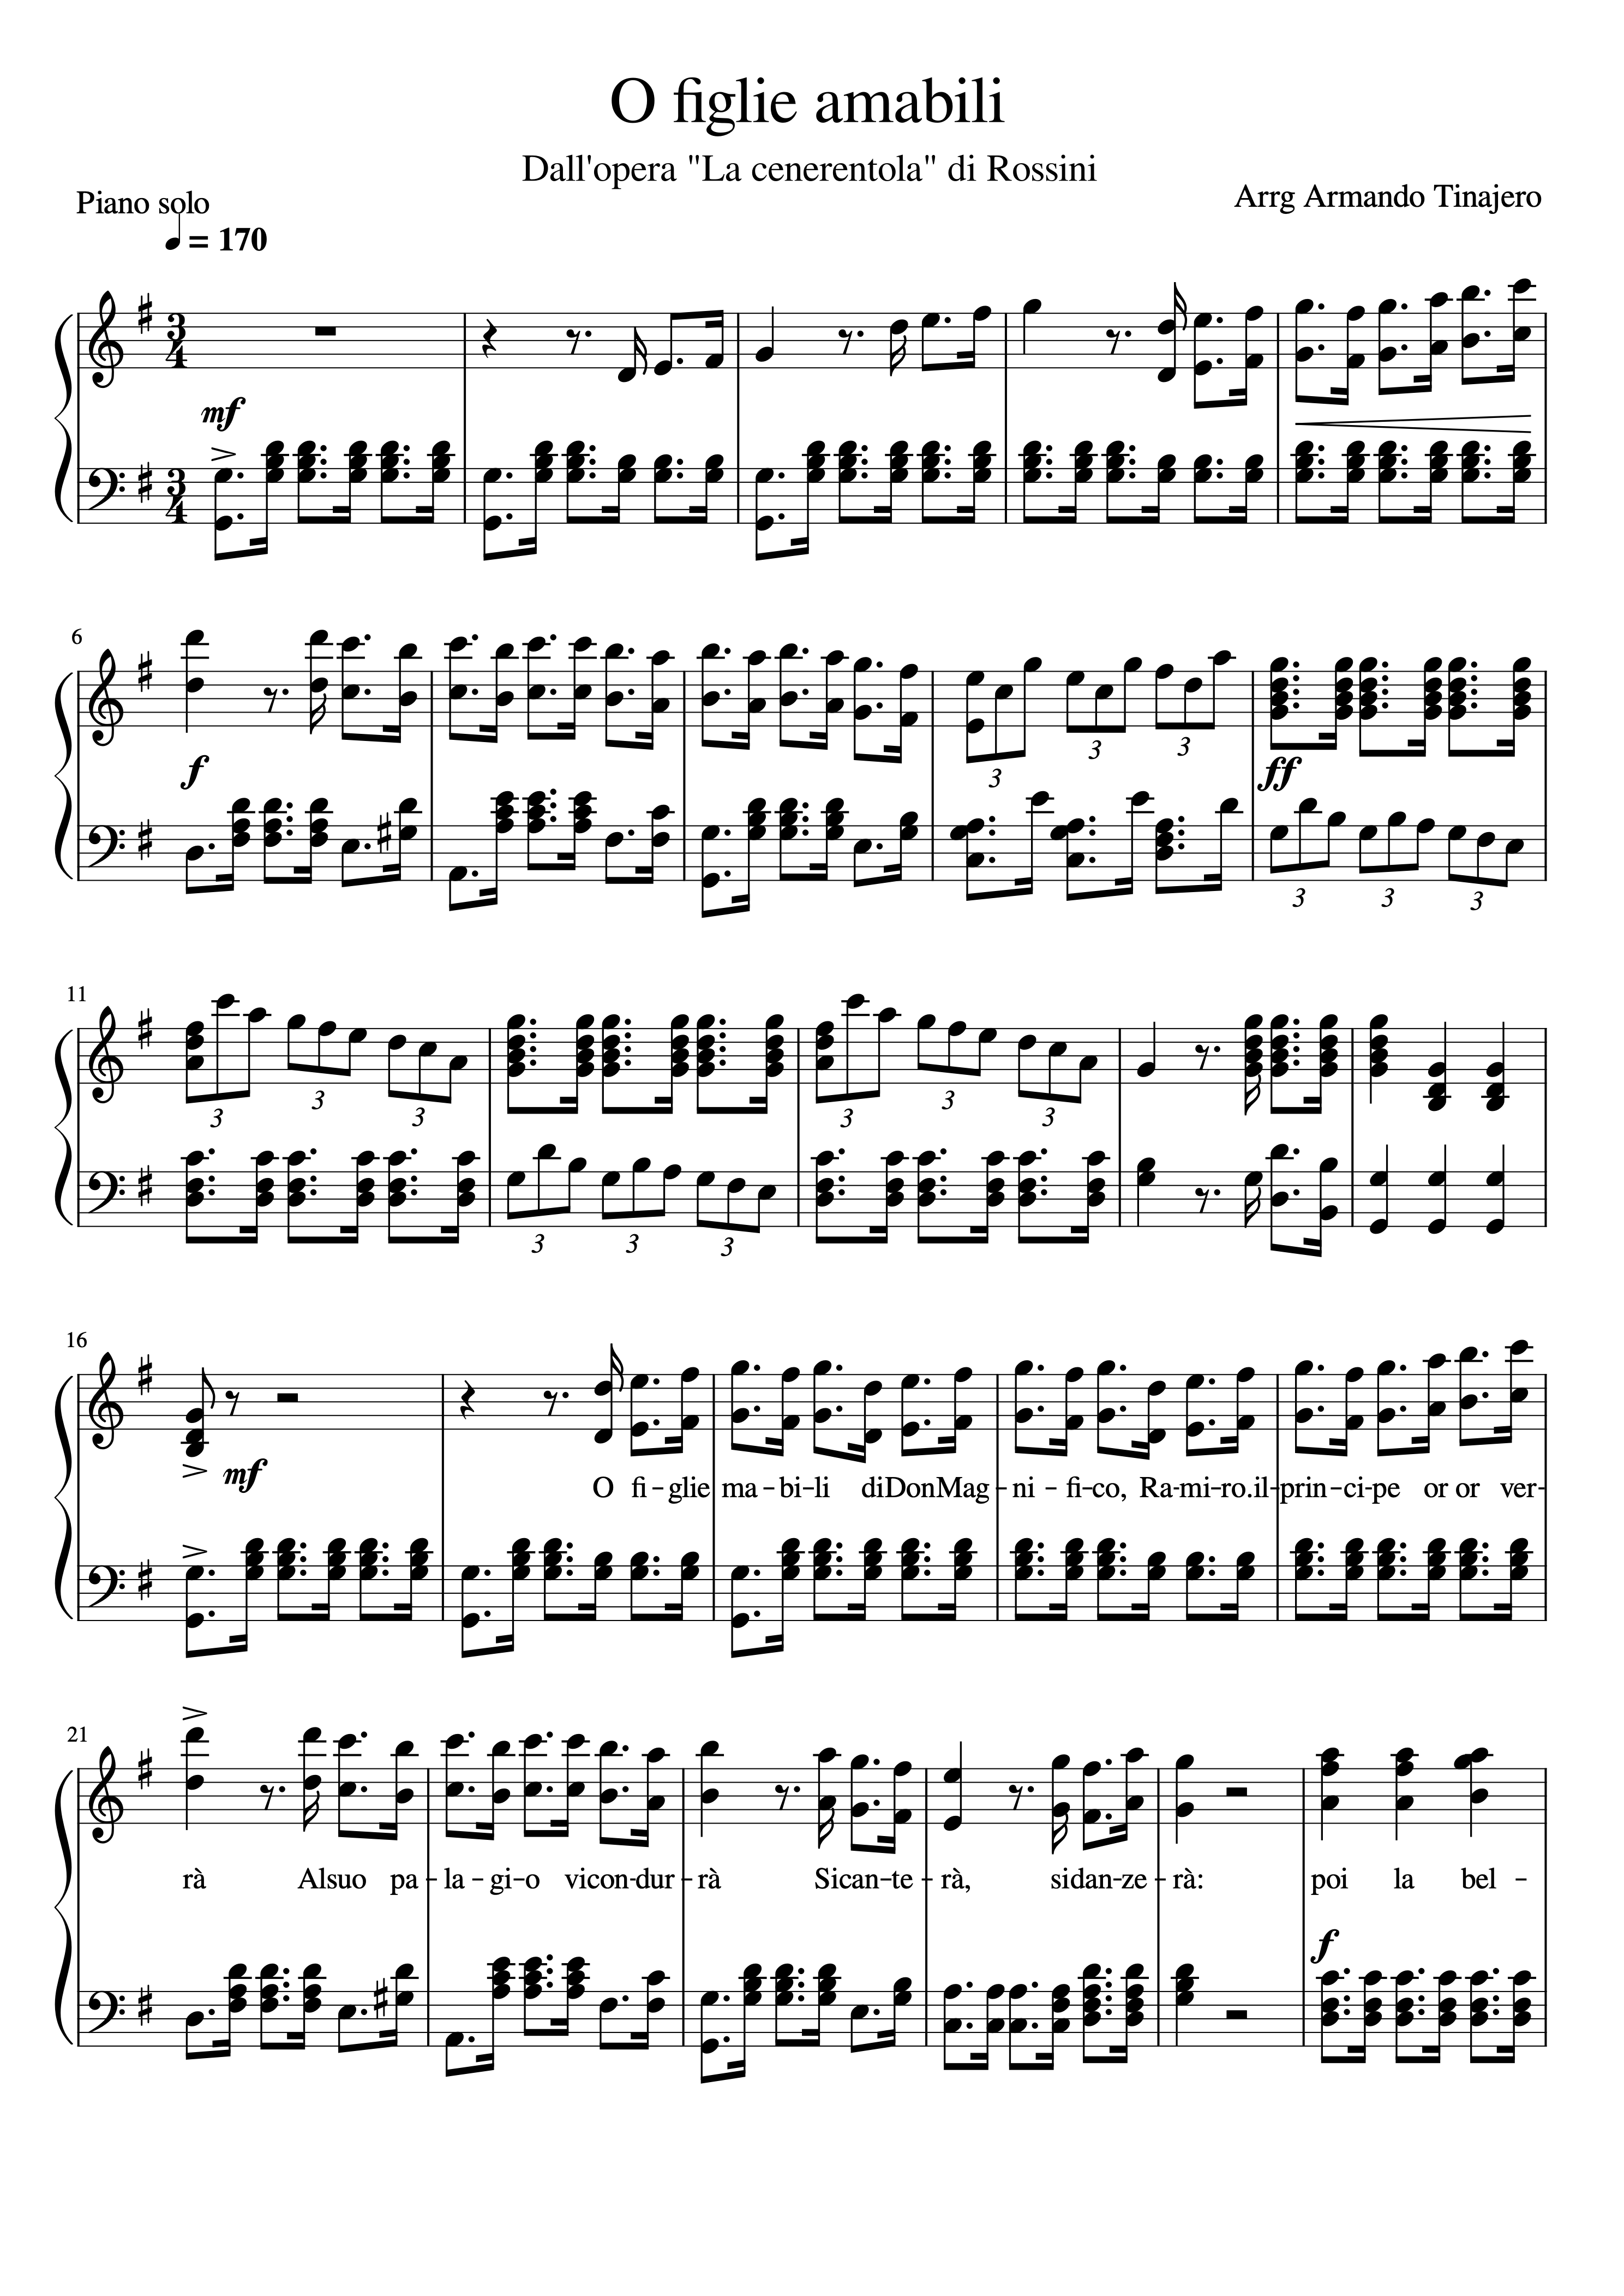 O figlie amabili
Dall'opera "La cenerentola" di Rossini
Piano solo
Arrg Armando Tinajero
= 170
3
4
mf
3
4
6
f
3
3
3
ff
3
3
3
11
3
3
3
3
3
3
3
3
3
16
mf
O fi - glie ma - bi - li diDonMag - ni - fi - co, Ra - mi - ro.il - prin - ci - pe or or ver -
21
rà Alsuo pa - la - gi - o vicon - dur - rà Sican - te - rà, sidan - ze - rà: poi la bel -
f